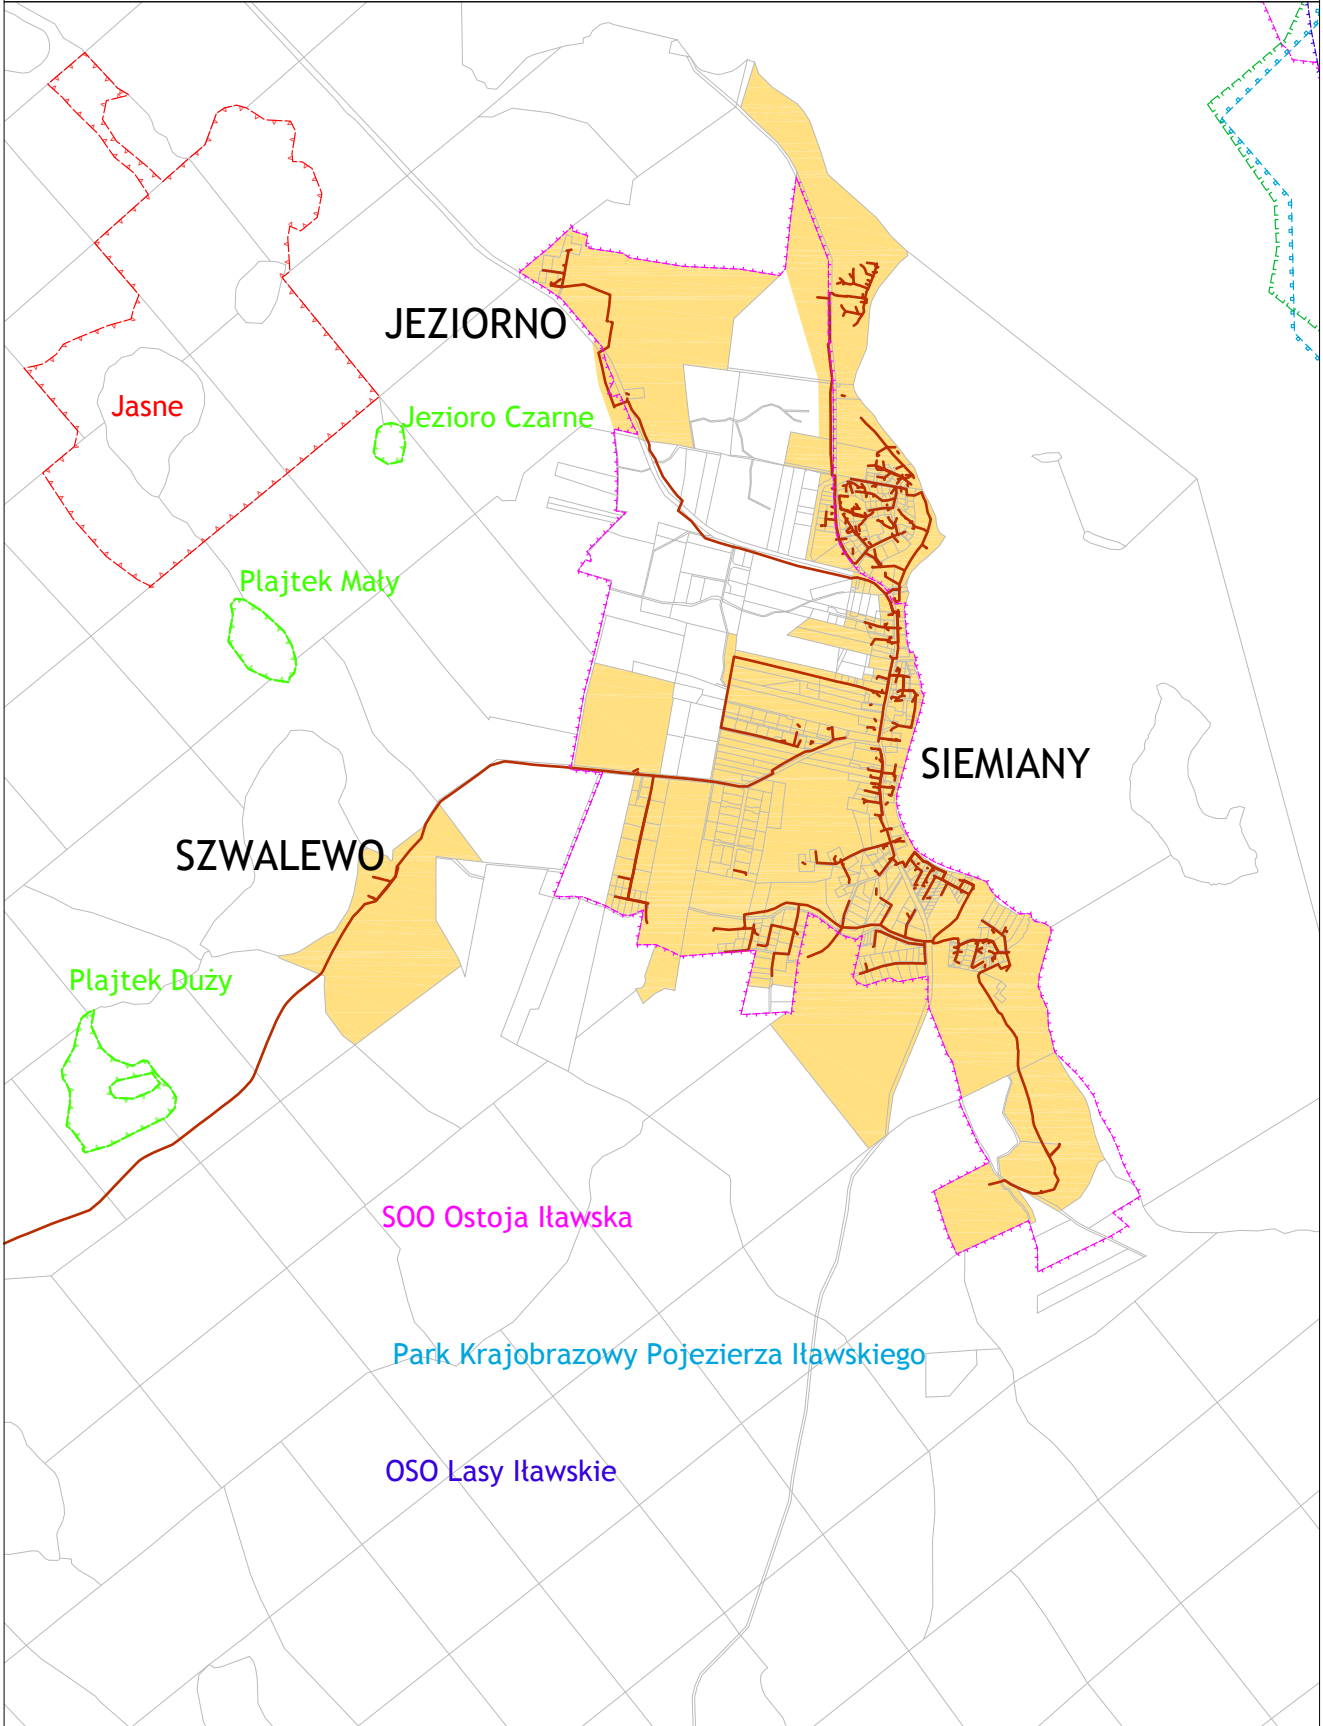 JEZIORNO
Jasne
Jezioro Czarne
Plajtek Mały
SIEMIANY
SZWALEWO
Plajtek Duży
SOO Ostoja Iławska
Park Krajobrazowy Pojezierza Iławskiego
OSO Lasy Iławskie